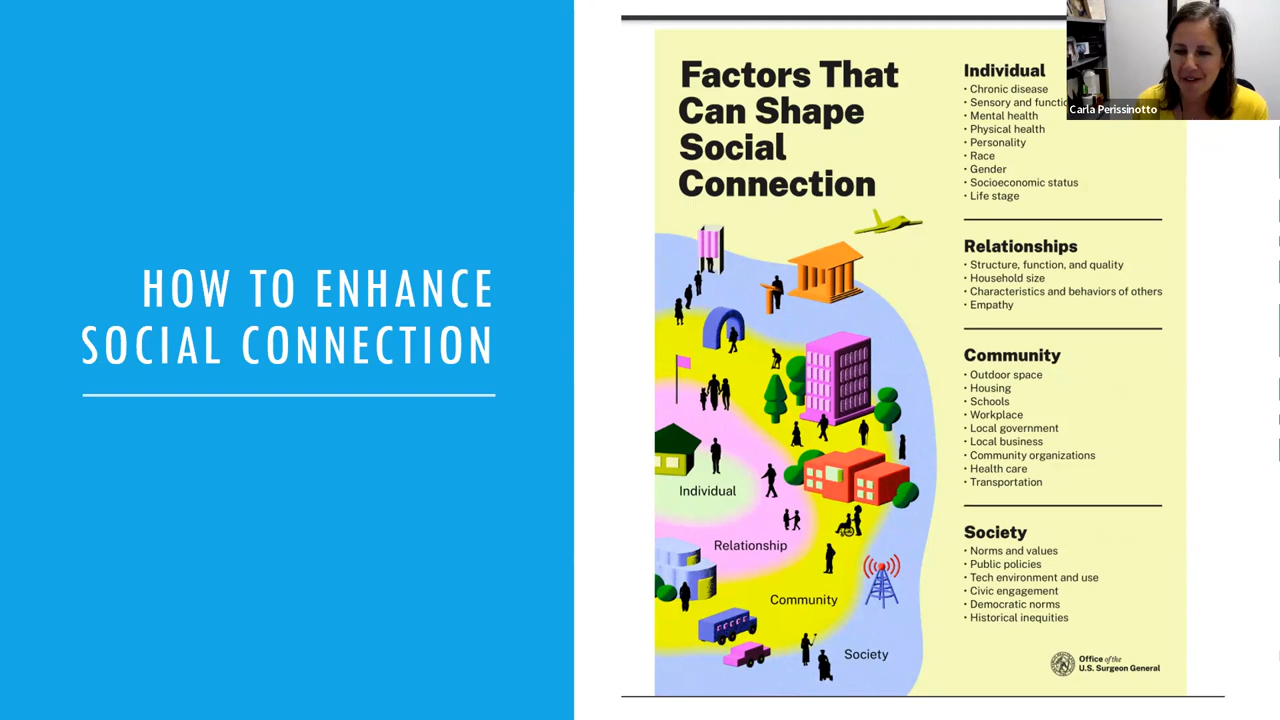 HOW TO ENHANCE
SOCIAL CONNECTION
Factors That
Can Shape
Social
Connection
Individual
Relationship
Community
Society
Individual
• Chronic disease
• Sensory and
• Mental health
• Physical health
• Personality
• Race
• Gender
• Socioeconomic status
• Life stage
Relationships
• Structure, function, and quality
• Household size
• Characteristics and behaviors of others
• Empathy
Community
• Outdoor space
• Housing
• Schools
• Workplace
• Local government
• Local business
• Community organizations
• Health care
• Transportation
Society
• Norms and values
• Public policies
• Tech environment and use
• Civic engagement
• Democratic norms
• Historical inequities
Office of the
U.S. Surgeon General
Carla Perissinotto